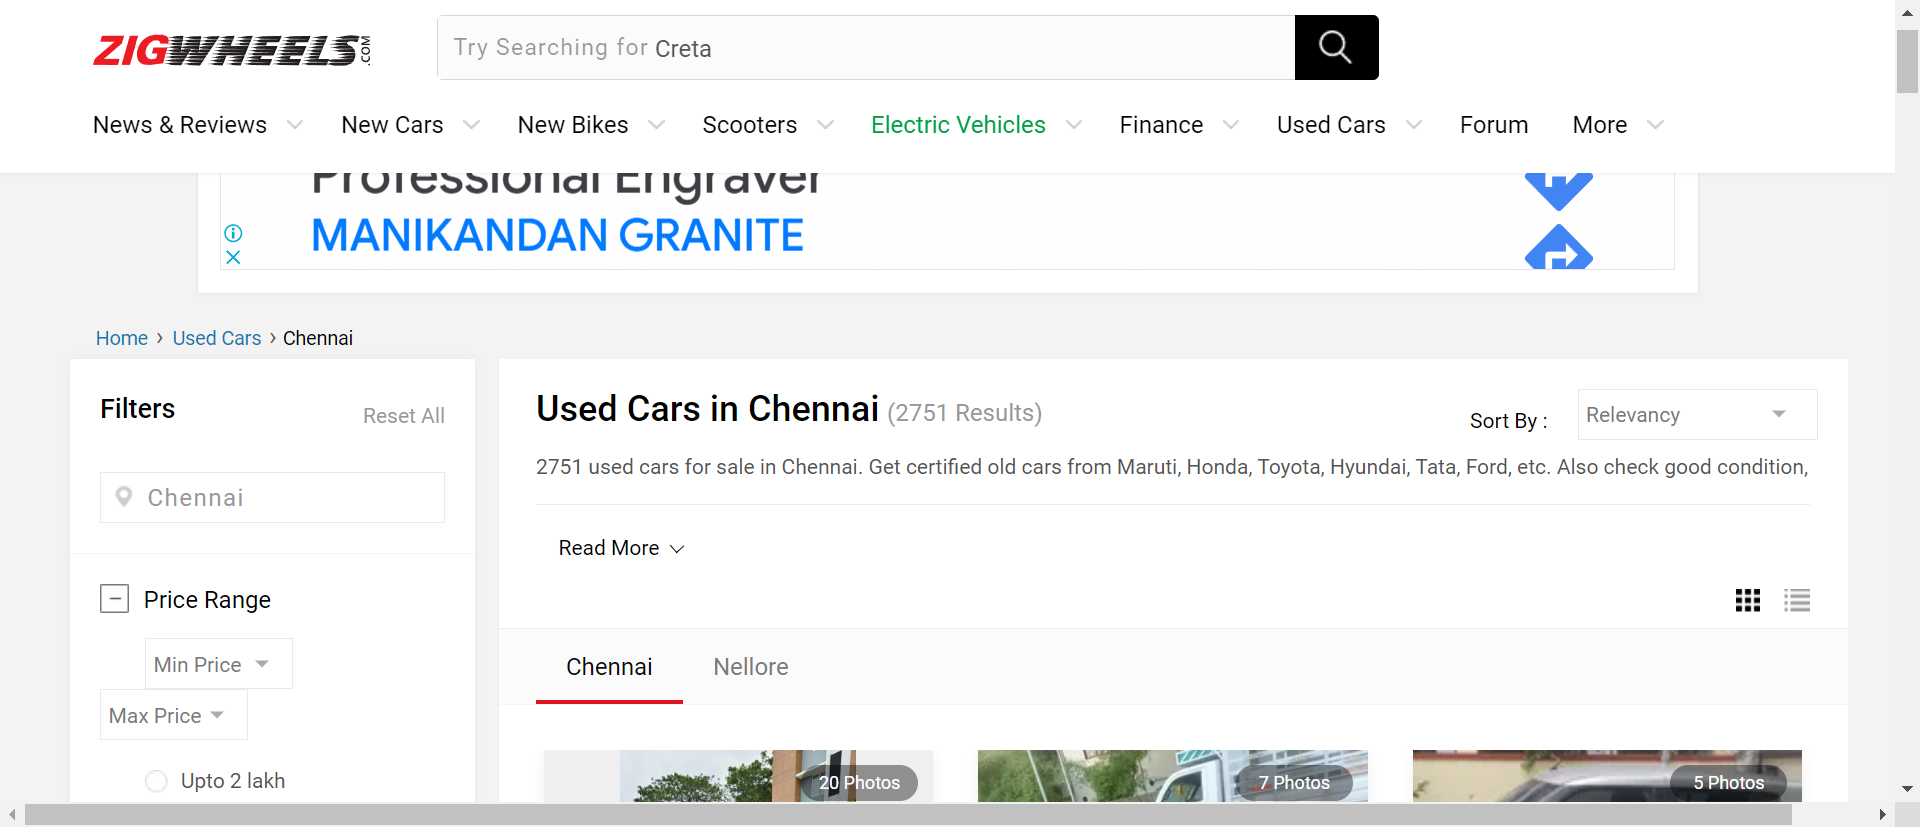 ZIGWHEELS.COM
Try Searching for Creta
News & Reviews
New Cars
New Bikes
Scooters
Electric Vehicles
Finance
Used Cars
Forum
More
Professional Engraver
MANIKANDAN GRANITE
Home › Used Cars › Chennai
Filters
Reset All
Chennai
Price Range
Min Price
Max Price
Upto 2 lakh
Used Cars in Chennai (2751 Results)
Sort By :
Relevancy
2751 used cars for sale in Chennai. Get certified old cars from Maruti, Honda, Toyota, Hyundai, Tata, Ford, etc. Also check good condition,
Read More
Chennai
Nellore
20 Photos
7 Photos
5 Photos